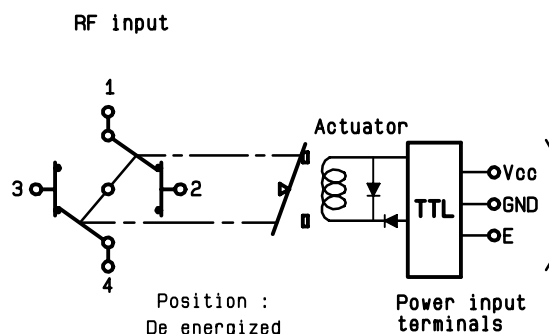 RF input
1
Actuator
3
2
TTL
Vcc
GND
E
4
Position :
De energized
Power input
terminals